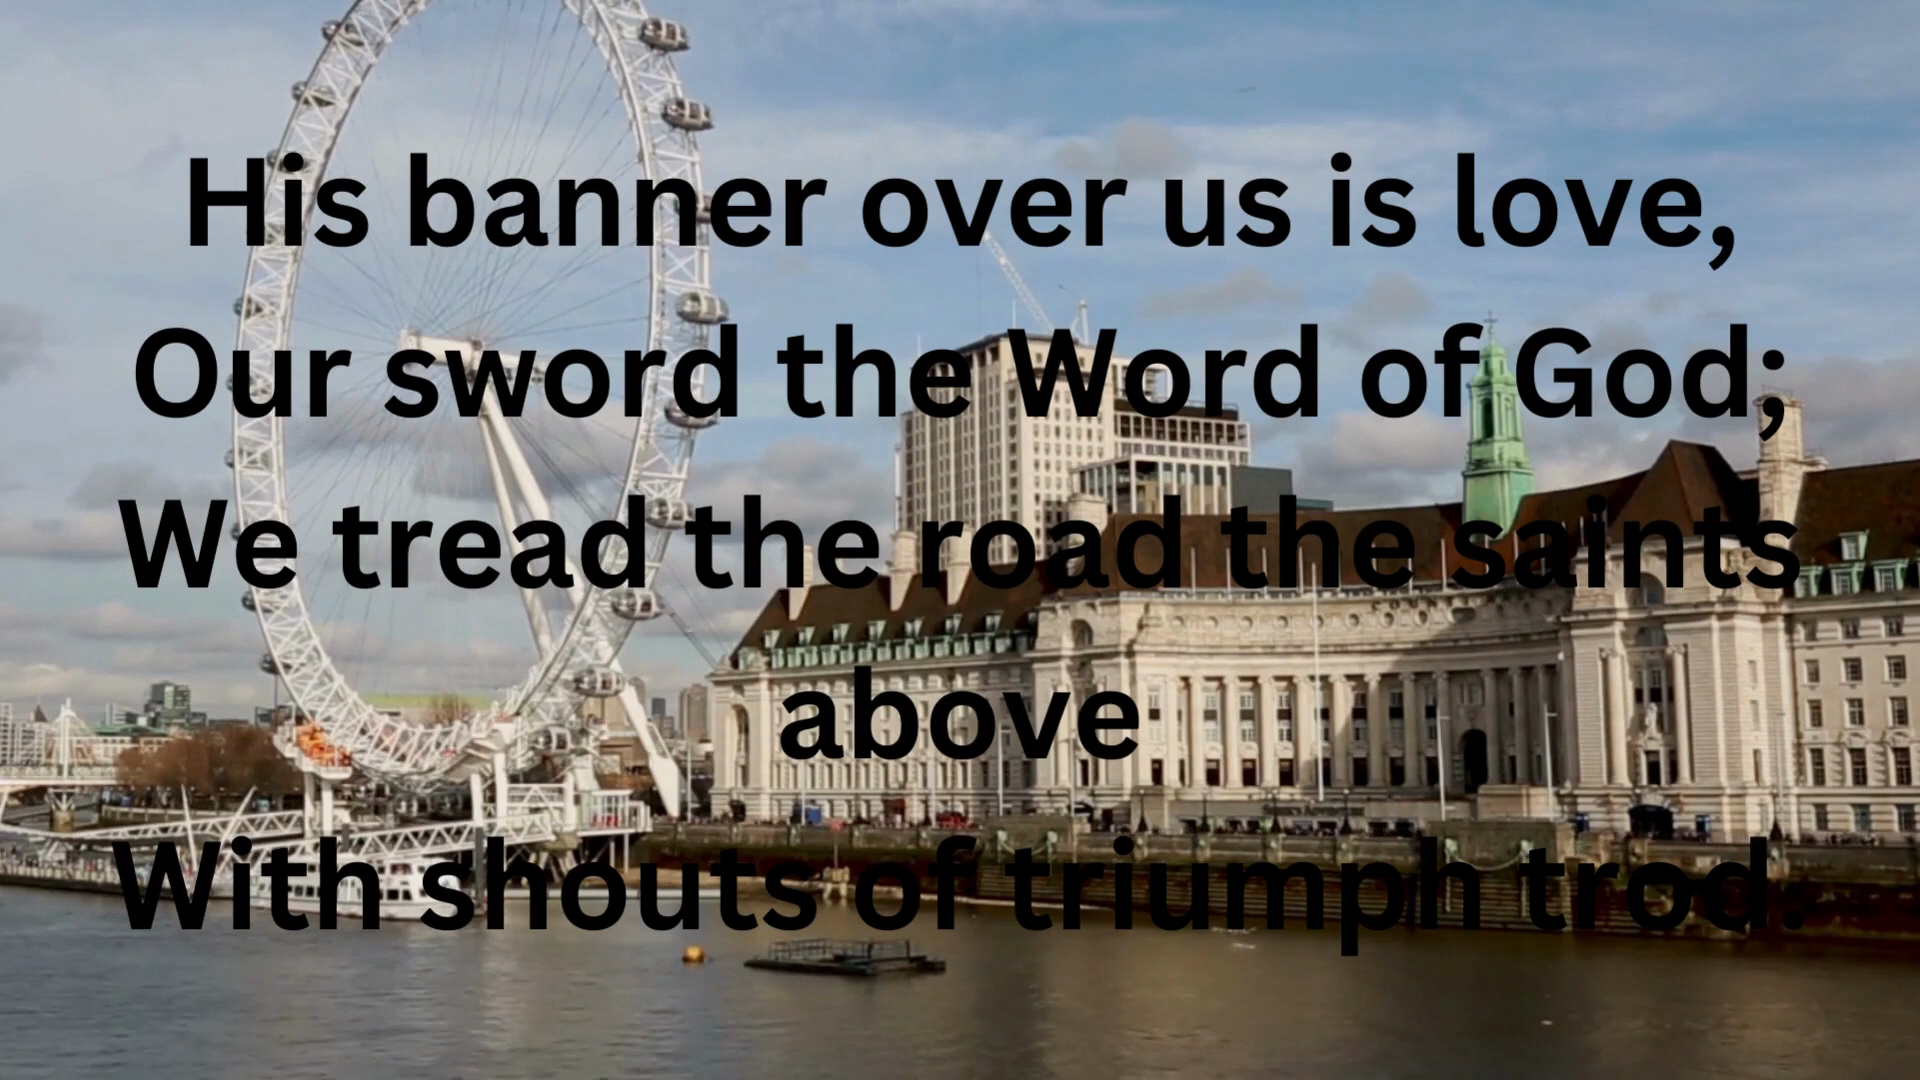 His banner over us is love,
Our sword the Word of God;
We tread the road the saints
above
With shouts of triumph trod.